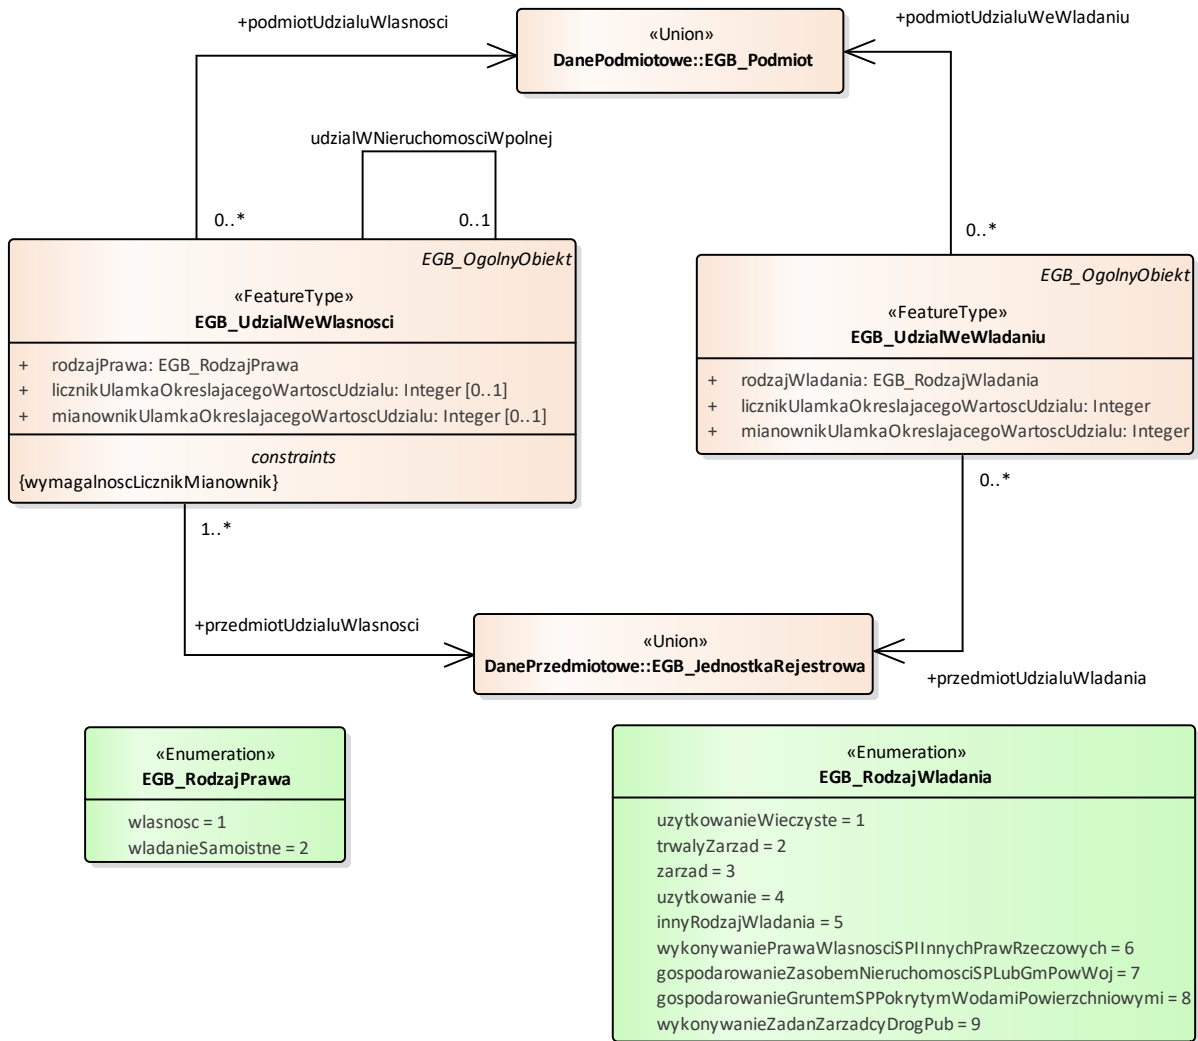 +podmiotUdzialuWlasnosci
+podmiotUdzialuWeWladaniu
«Union»
DanePodmiotowe::EGB_Podmiot
udzialWNieruchomosciWpolnej
0..*
0..1
0..*
EGB_OgolnyObiekt
«FeatureType»
EGB_UdzialWeWlasnosci
+ rodzajPrawa: EGB_RodzajPrawa
+ licznikUlamkaOkreslajacegoWartoscUdzialu: Integer [0..1]
+ mianownikUlamkaOkreslajacegoWartoscUdzialu: Integer [0..1]
constraints
{wymagalnoscLicznikMianownik}
EGB_OgolnyObiekt
«FeatureType»
EGB_UdzialWeWladaniu
+ rodzajWladania: EGB_RodzajWladania
+ licznikUlamkaOkreslajacegoWartoscUdzialu: Integer
+ mianownikUlamkaOkreslajacegoWartoscUdzialu: Integer
1..*
0..*
+przedmiotUdzialuWlasnosci
«Union»
DanePrzedmiotowe::EGB_JednostkaRejestrowa
+przedmiotUdzialuWladania
«Enumeration»
EGB_RodzajPrawa
wlasnosc = 1
wladanieSamoistne = 2
«Enumeration»
EGB_RodzajWladania
uzytkowanieWieczyste = 1
trwalyZarzad = 2
zarzad = 3
uzytkowanie = 4
innyRodzajWladania = 5
wykonywaniePrawaWlasnosciSPIInnychPrawRzeczowych = 6
gospodarowanieZasobemNieruchomosciSPLubGmPowWoj = 7
gospodarowanieGruntemSPPokrytymWodamiPowierzchniowymi = 8
wykonywanieZadanZarzadcyDrogPub = 9